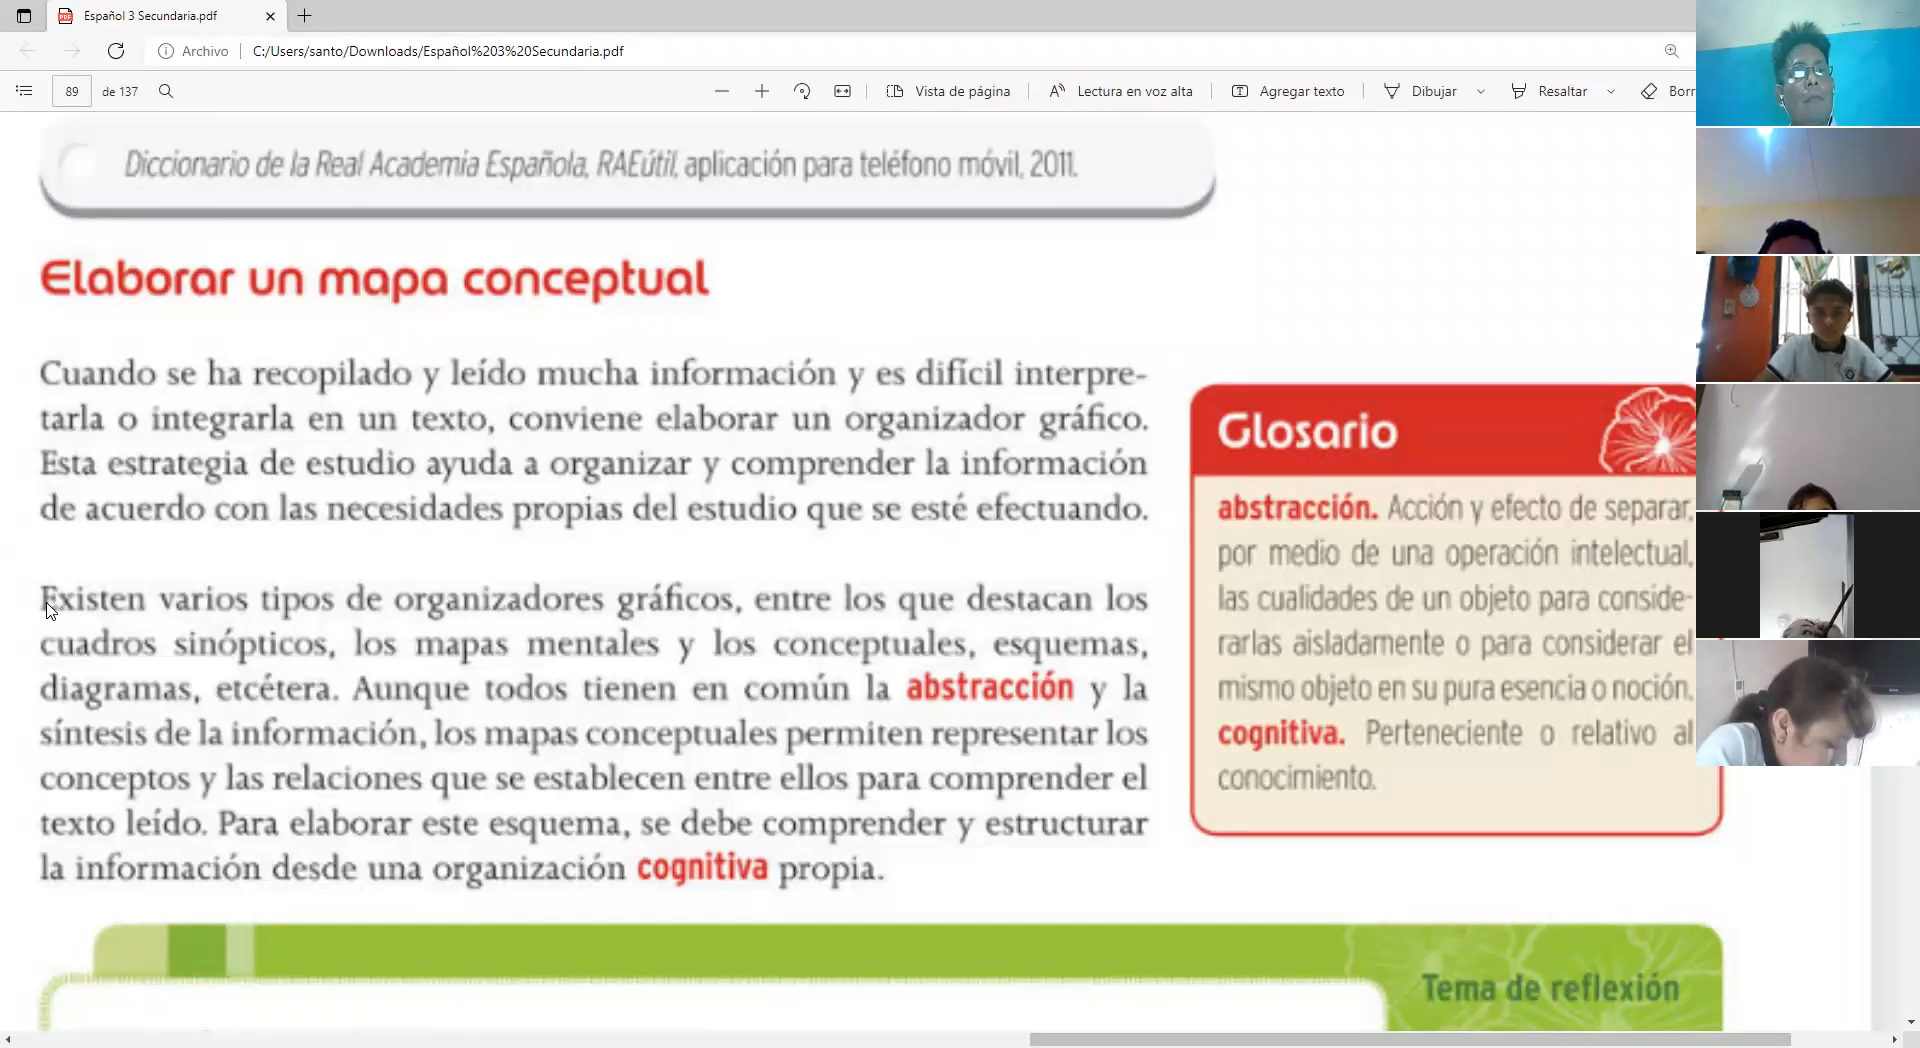 Español 3 Secundaria.pdf
Archivo
C:/Users/santo/Downloads/Español%203%20Secundaria.pdf
89 de 137
Vista de página
Lectura en voz alta
Agregar texto
Dibujar
Resaltar
Borr
Diccionario de la Real Academia Española, RAEútil, aplicación para teléfono móvil, 2011.
Elaborar un mapa conceptual
Cuando se ha recopilado y leído mucha información y es difícil interpre-
tarla o integrarla en un texto, conviene elaborar un organizador gráfico.
Esta estrategia de estudio ayuda a organizar y comprender la información
de acuerdo con las necesidades propias del estudio que se esté efectuando.
Existen varios tipos de organizadores gráficos, entre los que destacan los
cuadros sinópticos, los mapas mentales y los conceptuales, esquemas,
diagramas, etcétera. Aunque todos tienen en común la abstracción y la
síntesis de la información, los mapas conceptuales permiten representar los
conceptos y las relaciones que se establecen entre ellos para comprender el
texto leído. Para elaborar este esquema, se debe comprender y estructurar
la información desde una organización cognitiva propia.
Glosario
abstracción. Acción y efecto de separar,
por medio de una operación intelectual,
las cualidades de un objeto para conside-
rarlas aisladamente o para considerar el
mismo objeto en su pura esencia o noción.
cognitiva. Perteneciente o relativo al
conocimiento.
Tema de reflexión